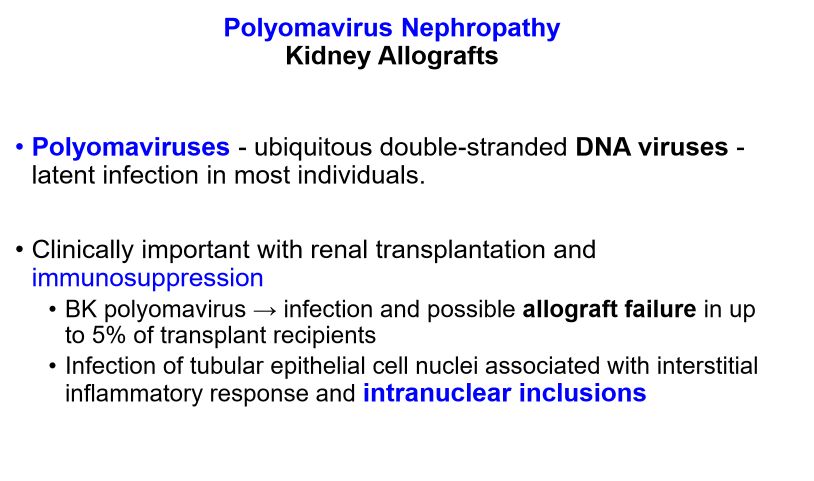 Polyomavirus Nephropathy
Kidney Allografts
• Polyomaviruses - ubiquitous double-stranded DNA viruses -
latent infection in most individuals.
• Clinically important with renal transplantation and
immunosuppression
• BK polyomavirus → infection and possible allograft failure in up
to 5% of transplant recipients
• Infection of tubular epithelial cell nuclei associated with interstitial
inflammatory response and intranuclear inclusions